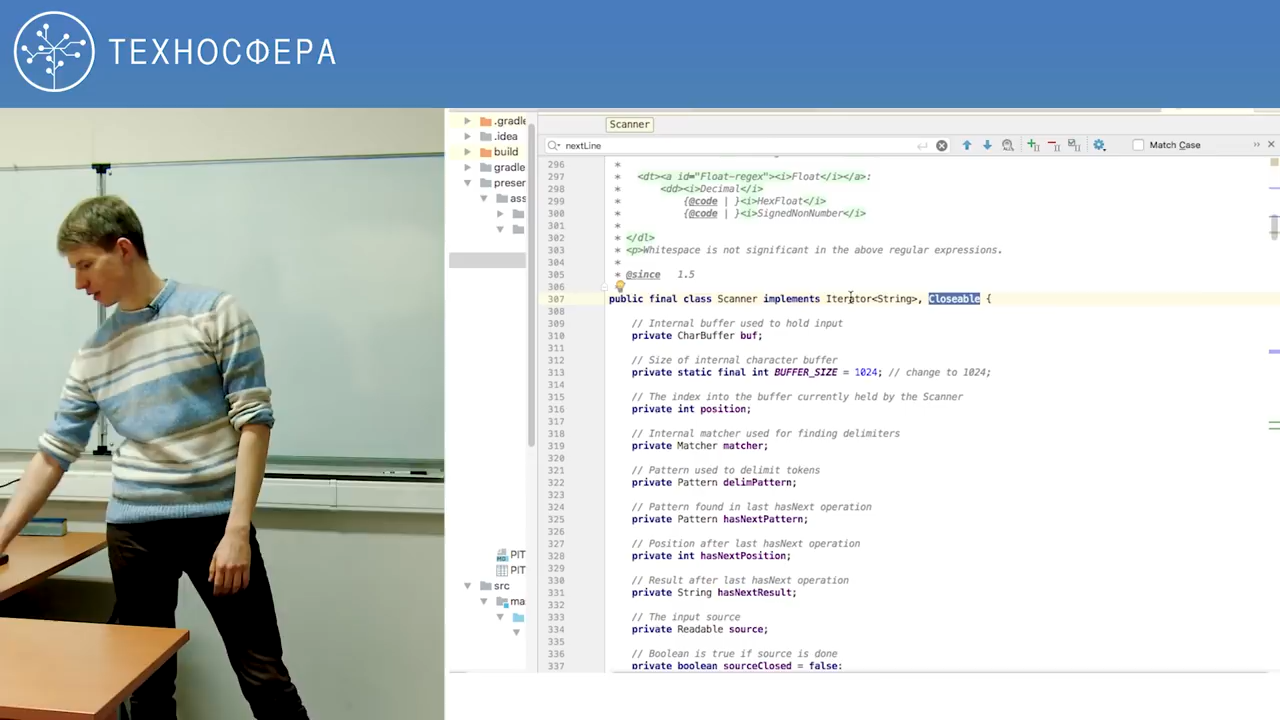 ТЕХНОСФЕРА
.gradle
.idea
build
gradle
presen
ass
PIT
PIT
src
ma
Scanner
nextLine
Match Case
296 *
297 * <dt><a id="Float-regex"><i>Float</i></a>:
298 * <dd><i>Decimal</i>
299 * {@code | }<i>HexFloat</i>
300 * {@code | }<i>SignedNonNumber</i>
301 *
302 * </dl>
303 * <p>Whitespace is not significant in the above regular expressions.
304 *
305 * @since 1.5
306
307 public final class Scanner implements Iterator<String>, Closeable {
308
309 // Internal buffer used to hold input
310 private CharBuffer buf;
311
312 // Size of internal character buffer
313 private static final int BUFFER_SIZE = 1024; // change to 1024;
314
315 // The index into the buffer currently held by the Scanner
316 private int position;
317
318 // Internal matcher used for finding delimiters
319 private Matcher matcher;
320
321 // Pattern used to delimit tokens
322 private Pattern delimPattern;
323
324 // Pattern found in last hasNext operation
325 private Pattern hasNextPattern;
326
327 // Position after last hasNext operation
328 private int hasNextPosition;
329
330 // Result after last hasNext operation
331 private String hasNextResult;
332
333 // The input source
334 private Readable source;
335
336 // Boolean is true if source is done
337 private boolean sourceClosed = false;